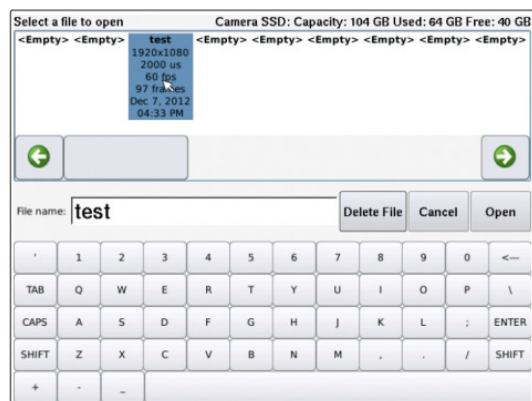 Select a file to open Camera SSD: Capacity: 104 GB Used: 64 GB Free: 40 GB
<Empty> <Empty> test <Empty> <Empty> <Empty> <Empty> <Empty> <Empty>
1920x1080
2000 us
60 fps
97 frames
Dec 7, 2012
04:33 PM
File name: test Delete File Cancel Open
' 1 2 3 4 5 6 7 8 9 0 <---
TAB Q W E R T Y U I O P \
CAPS A S D F G H J K L ; ENTER
SHIFT Z X C V B N M , . / SHIFT
+ - _